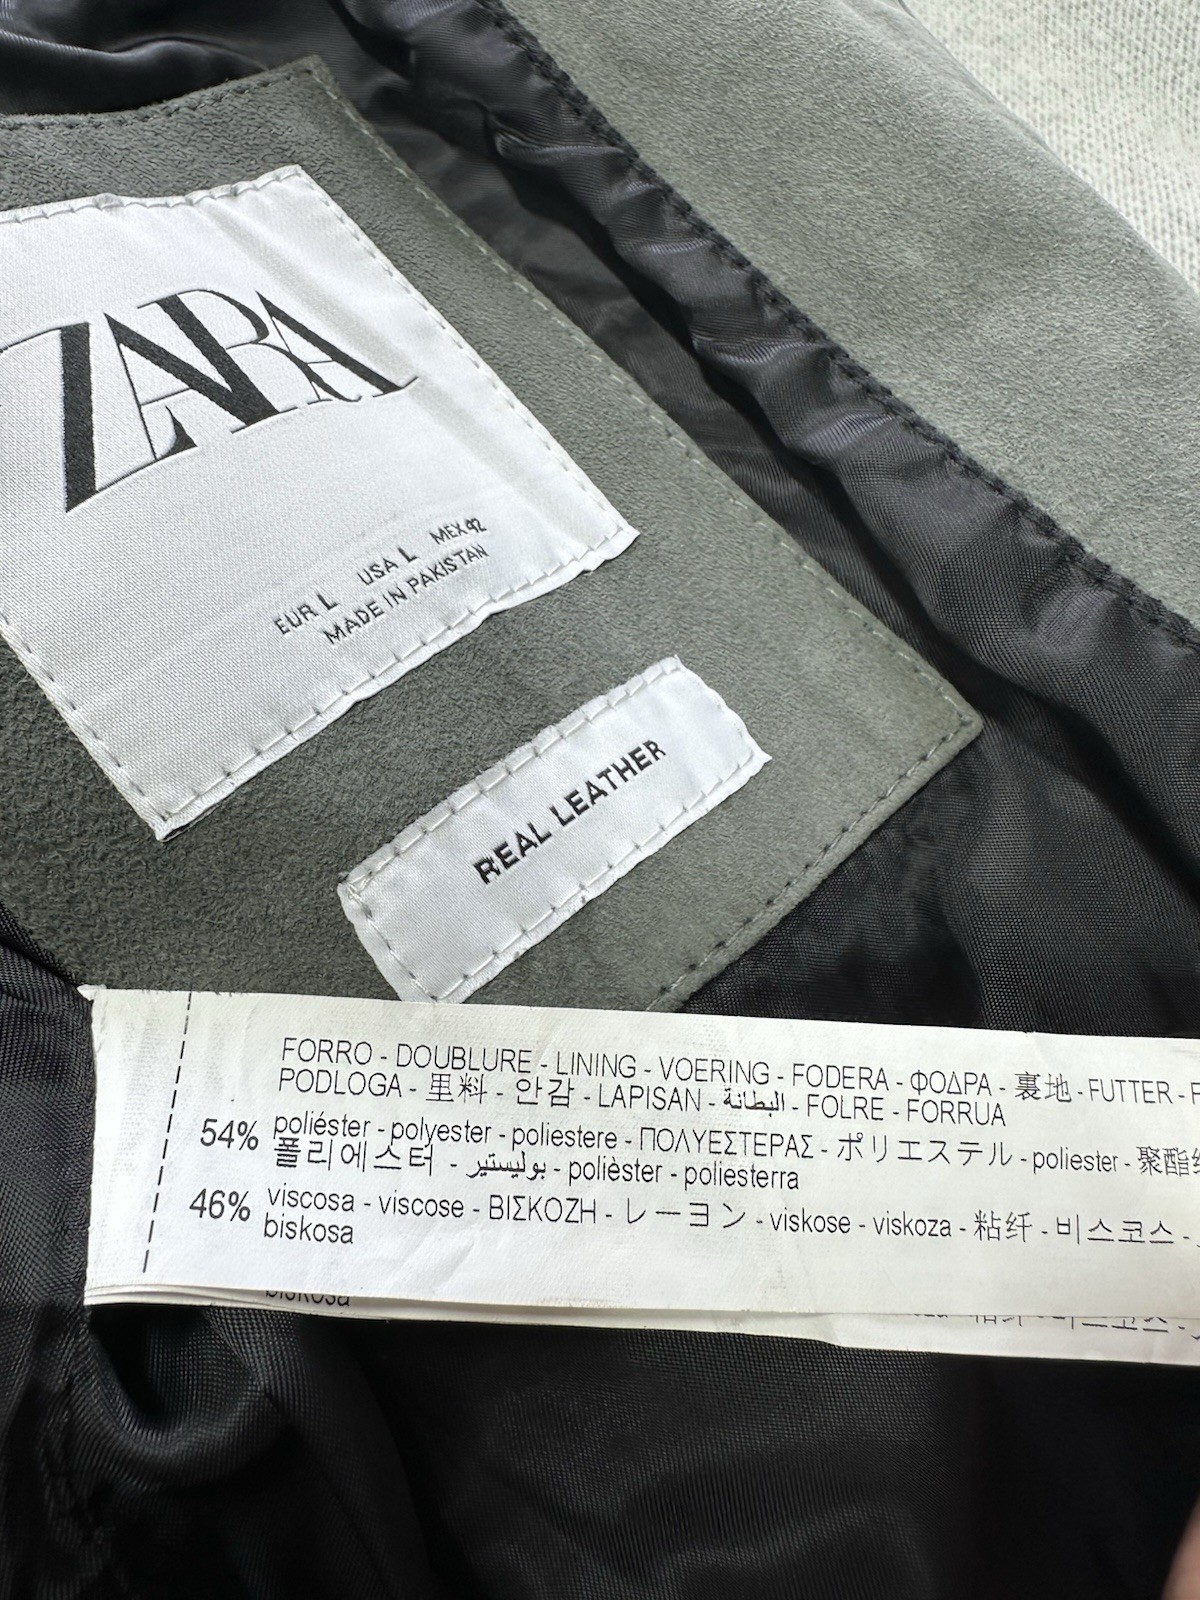 ZARA
EUR L USA L MEX 42
MADE IN PAKISTAN
REAL LEATHER
FORRO - DOUBLURE - LINING - VOERING - FODERA - ΦΟΔΡΑ - 裏地 - FUTTER -
PODLOGA - 里料 - 안감 - LAPISAN - البطانة - FOLRE - FORRUA
54% poliéster - polyester - poliestere - ΠΟΛΥΕΣΤΕΡΑΣ - ポリエステル - poliester - 聚酯
폴리에스터 - بوليستير - polièster - poliesterra
46% viscosa - viscose - ΒΙΣΚΟΖΗ - レーヨン - viskose - viskoza - 粘纤 - 비스코스 -
biskosa
biskosa